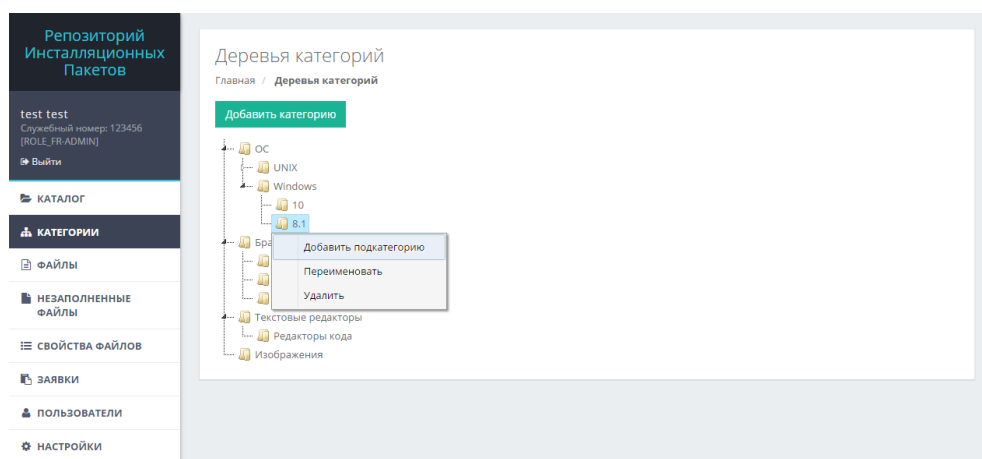 Репозиторий
Инсталляционных
Пакетов
test test
Служебный номер: 123456
[ROLE_FR-ADMIN]
Выйти
КАТАЛОГ
КАТЕГОРИИ
ФАЙЛЫ
НЕЗАПОЛНЕННЫЕ
ФАЙЛЫ
СВОЙСТВА ФАЙЛОВ
ЗАЯВКИ
ПОЛЬЗОВАТЕЛИ
НАСТРОЙКИ
Деревья категорий
Главная / Деревья категорий
Добавить категорию
ОС
UNIX
Windows
10
8.1
Добавить подкатегорию
Переименовать
Удалить
Текстовые редакторы
Редакторы кода
Изображения